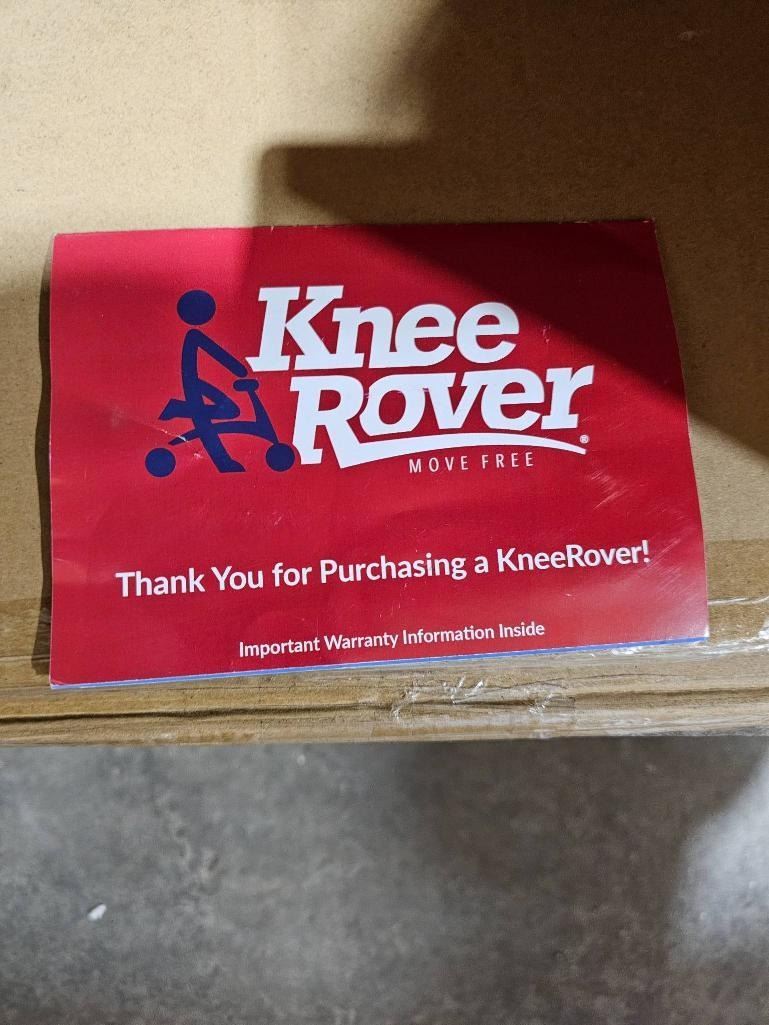 Knee
Rover®
MOVE FREE
Thank You for Purchasing a KneeRover!
Important Warranty Information Inside